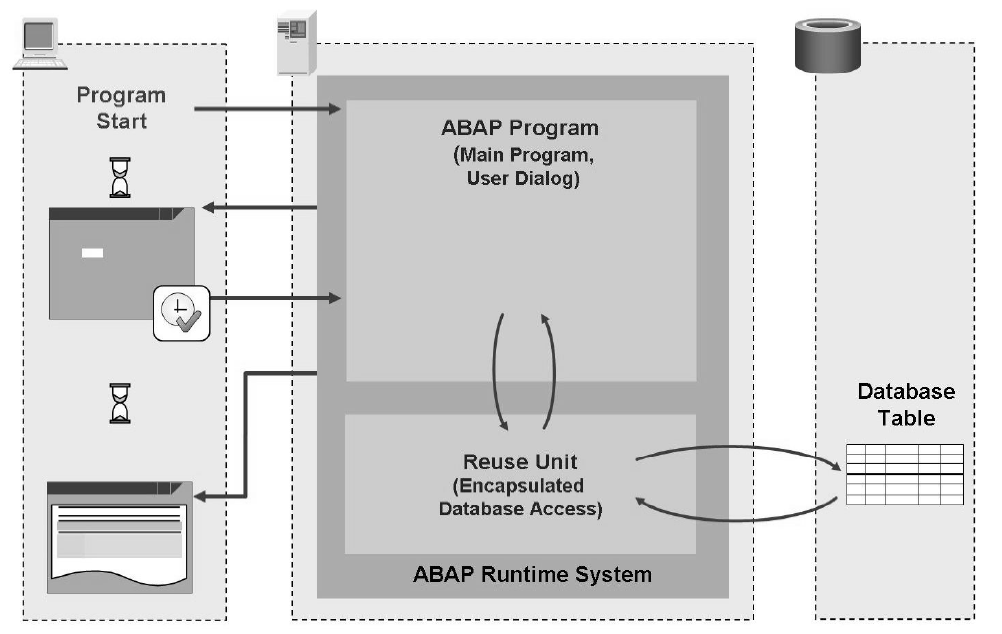 Program
Start
ABAP Program
(Main Program,
User Dialog)
Database
Table
Reuse Unit
(Encapsulated
Database Access)
ABAP Runtime System